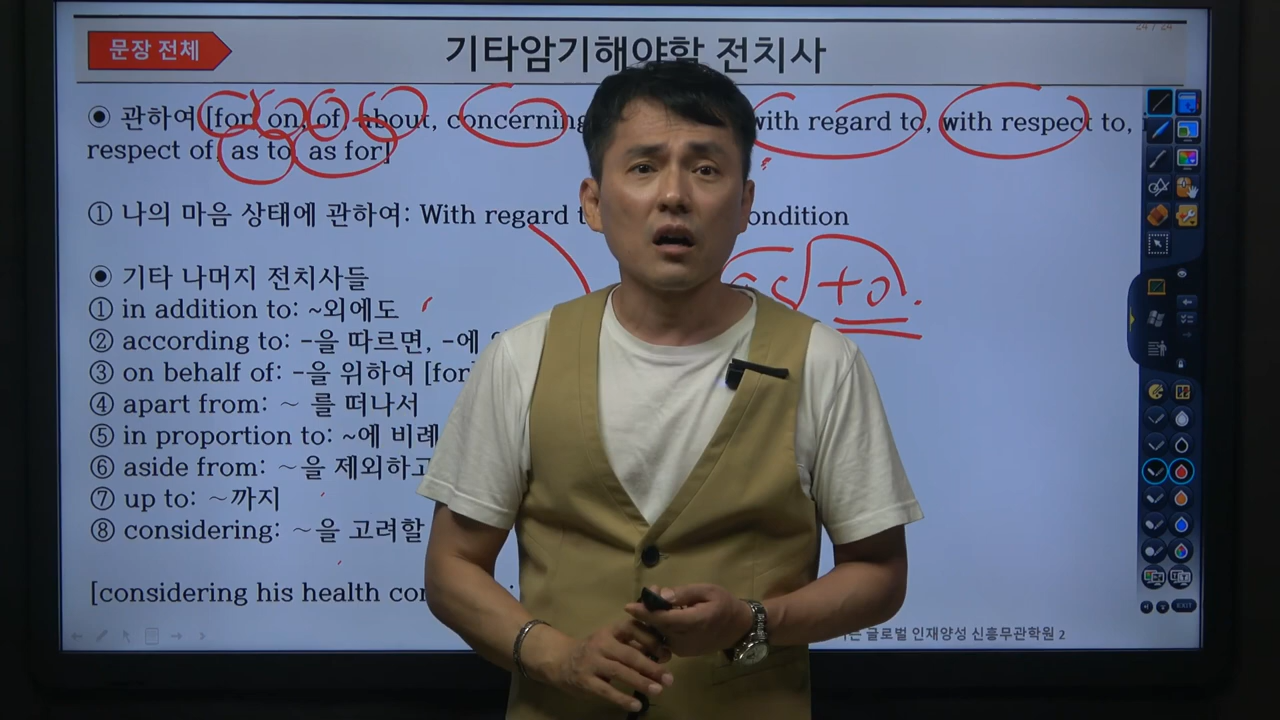 24 / 24
문장 전체
기타암기해야할 전치사
◉ 관하여 [for, on, of, about, concerning with regard to, with respect to,
respect of, as to, as for]
① 나의 마음 상태에 관하여: With regard ondition
as to.
◉ 기타 나머지 전치사들
① in addition to: ~외에도
② according to: -을 따르면, -에
③ on behalf of: -을 위하여 [for
④ apart from: ~ 를 떠나서
⑤ in proportion to: ~에 비례
⑥ aside from: ~을 제외하고
⑦ up to: ~까지
⑧ considering: ~을 고려할
[considering his health con
글로벌 인재양성 신흥무관학원 2
EXIT